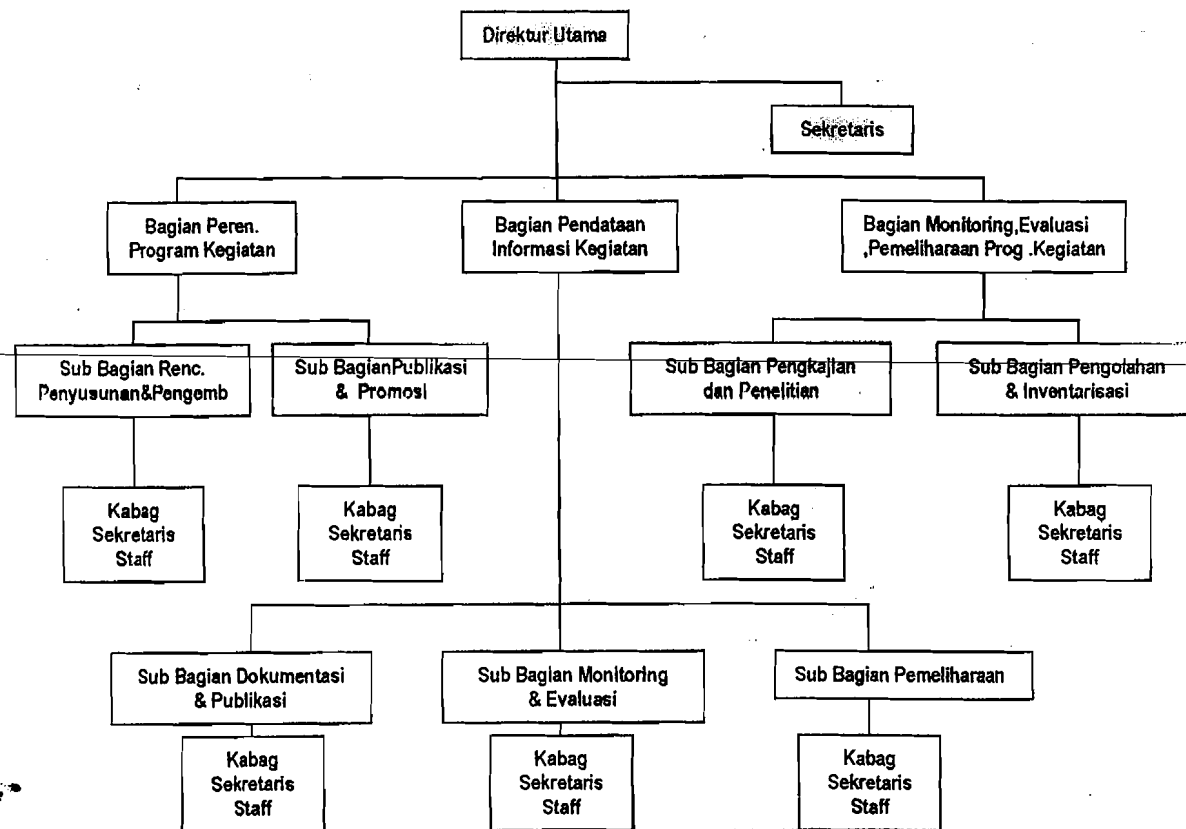 Direktur Utama
Sekretaris
Bagian Peren.
Program Kegiatan
Bagian Pendataan
Informasi Kegiatan
Bagian Monitoring,Evaluasi
,Pemeliharaan Prog .Kegiatan
Sub Bagian Renc.
Penyusunan&Pengemb
Sub BagianPublikasi
& Promosi
Sub Bagian Pengkajian
dan Penelitian
Sub Bagian Pengolahan
& Inventarisasi
Kabag
Sekretaris
Staff
Kabag
Sekretaris
Staff
Kabag
Sekretaris
Staff
Kabag
Sekretaris
Staff
Sub Bagian Dokumentasi
& Publikasi
Sub Bagian Monitoring
& Evaluasi
Sub Bagian Pemeliharaan
Kabag
Sekretaris
Staff
Kabag
Sekretaris
Staff
Kabag
Sekretaris
Staff